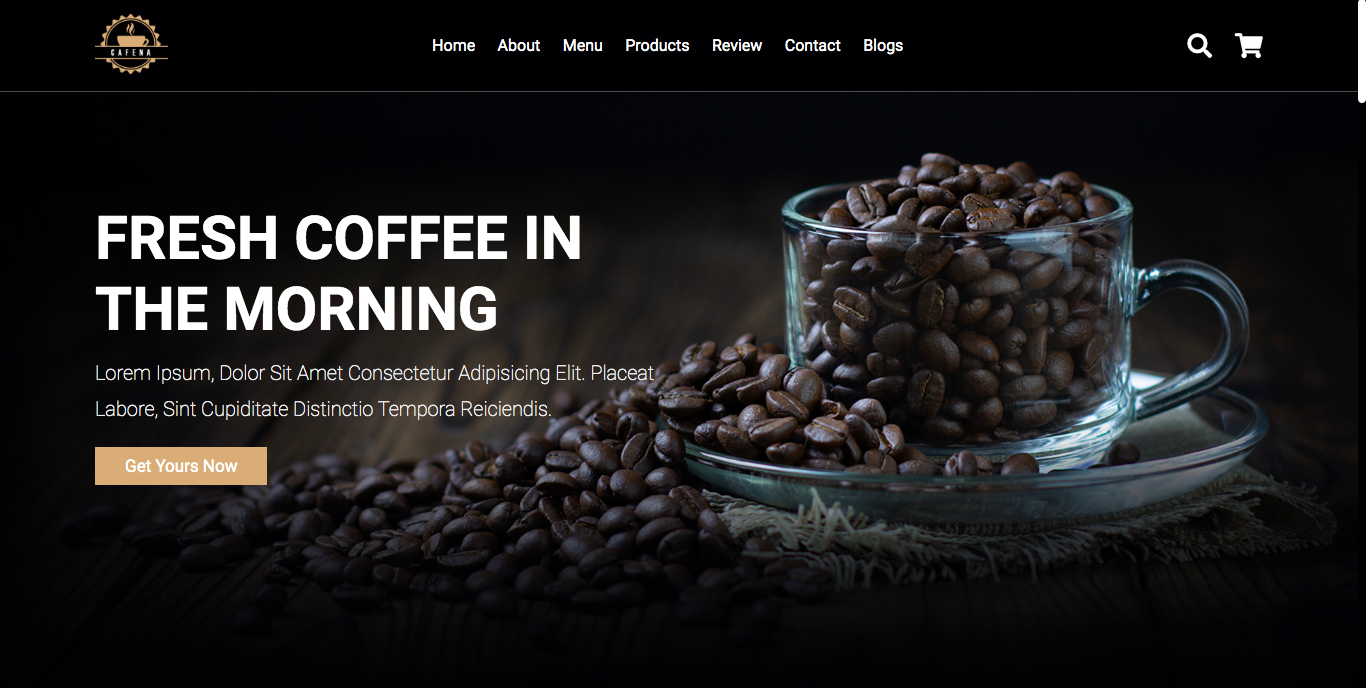 CAFENA
Home About Menu Products Review Contact Blogs
FRESH COFFEE IN
THE MORNING
Lorem Ipsum, Dolor Sit Amet Consectetur Adipisicing Elit. Placeat
Labore, Sint Cupiditate Distinctio Tempora Reiciendis.
Get Yours Now